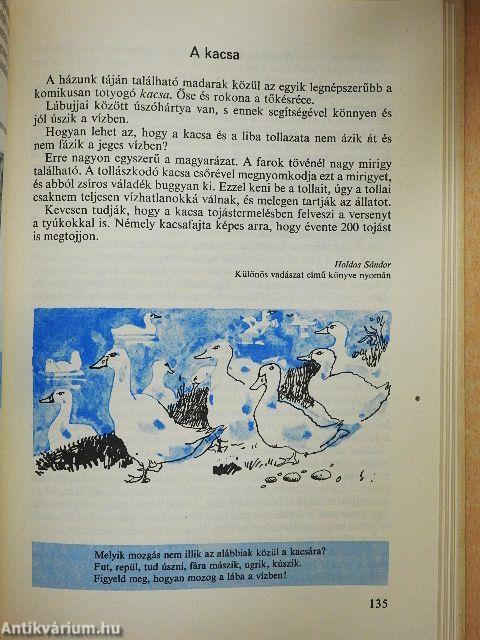 A kacsa
A házunk táján található madarak közül az egyik legnépszerűbb a
komikusan totyogó kacsa. Őse és rokona a tőkésréce.
Lábujjai között úszóhártya van, s ennek segítségével könnyen és
jól úszik a vízben.
Hogyan lehet az, hogy a kacsa és a liba tollazata nem ázik át és
nem fázik a jeges vízben?
Erre nagyon egyszerű a magyarázat. A farok tövénél nagy mirigy
található. A tollászkodó kacsa csőrével megnyomkodja ezt a mirigyet,
és abból zsíros váladék buggyan ki. Ezzel keni be a tollait, úgy a tollai
csaknem teljesen vízhatlanokká válnak, és melegen tartják az állatot.
Kevesen tudják, hogy a kacsa tojástermelésben felveszi a versenyt
a tyúkokkal is. Némely kacsafajta képes arra, hogy évente 200 tojást
is megtojjon.
Holdas Sándor
Különös vadászat című könyve nyomán
Melyik mozgás nem illik az alábbiak közül a kacsára?
Fut, repül, tud úszni, fára mászik, ugrik, kúszik.
Figyeld meg, hogyan mozog a lába a vízben!
135
Antikvárium.hu